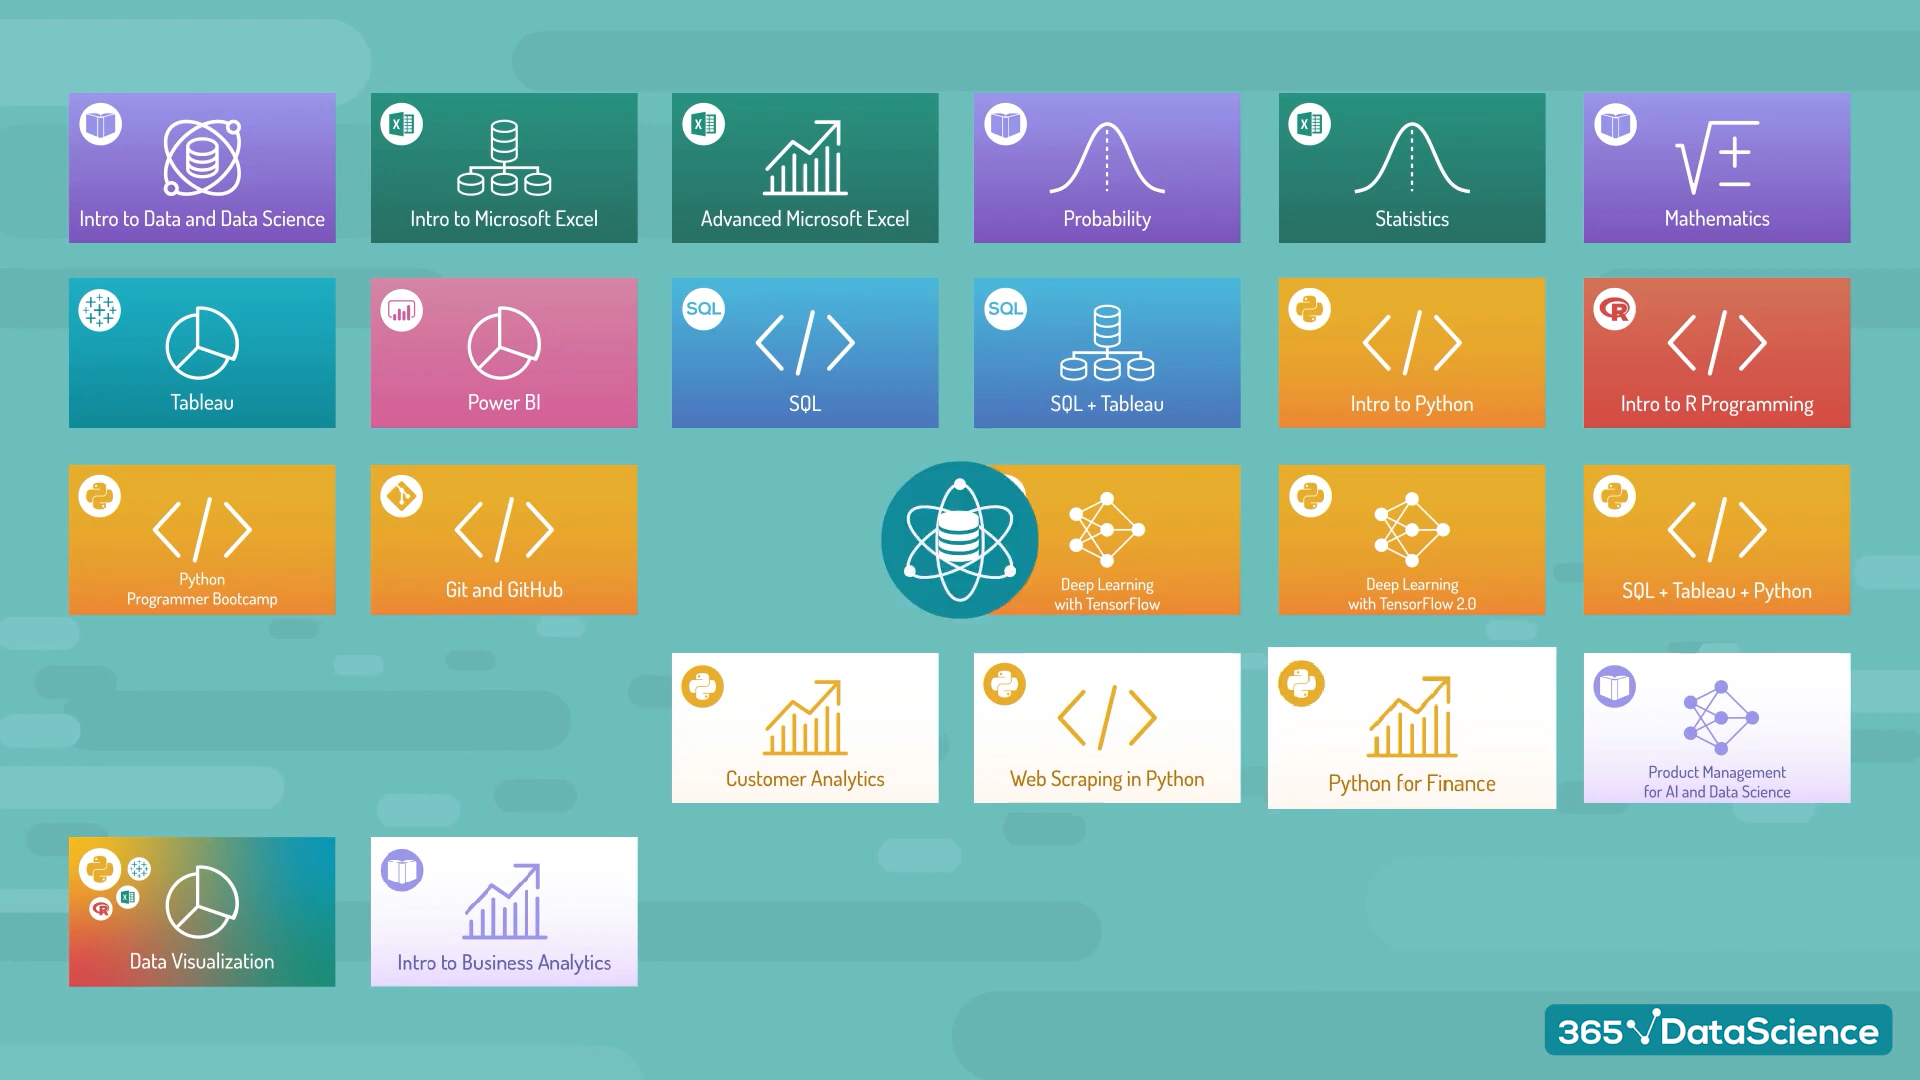 Intro to Data and Data Science
Intro to Microsoft Excel
Advanced Microsoft Excel
Probability
Statistics
Mathematics
Tableau
Power BI
SQL
SQL
SQL
SQL + Tableau
Intro to Python
R
Intro to R Programming
Python
Programmer Bootcamp
Git and GitHub
Deep Learning
with TensorFlow
Deep Learning
with TensorFlow 2.0
SQL + Tableau + Python
Customer Analytics
Web Scraping in Python
Python for Finance
Product Management
for AI and Data Science
Data Visualization
Intro to Business Analytics
365 DataScience